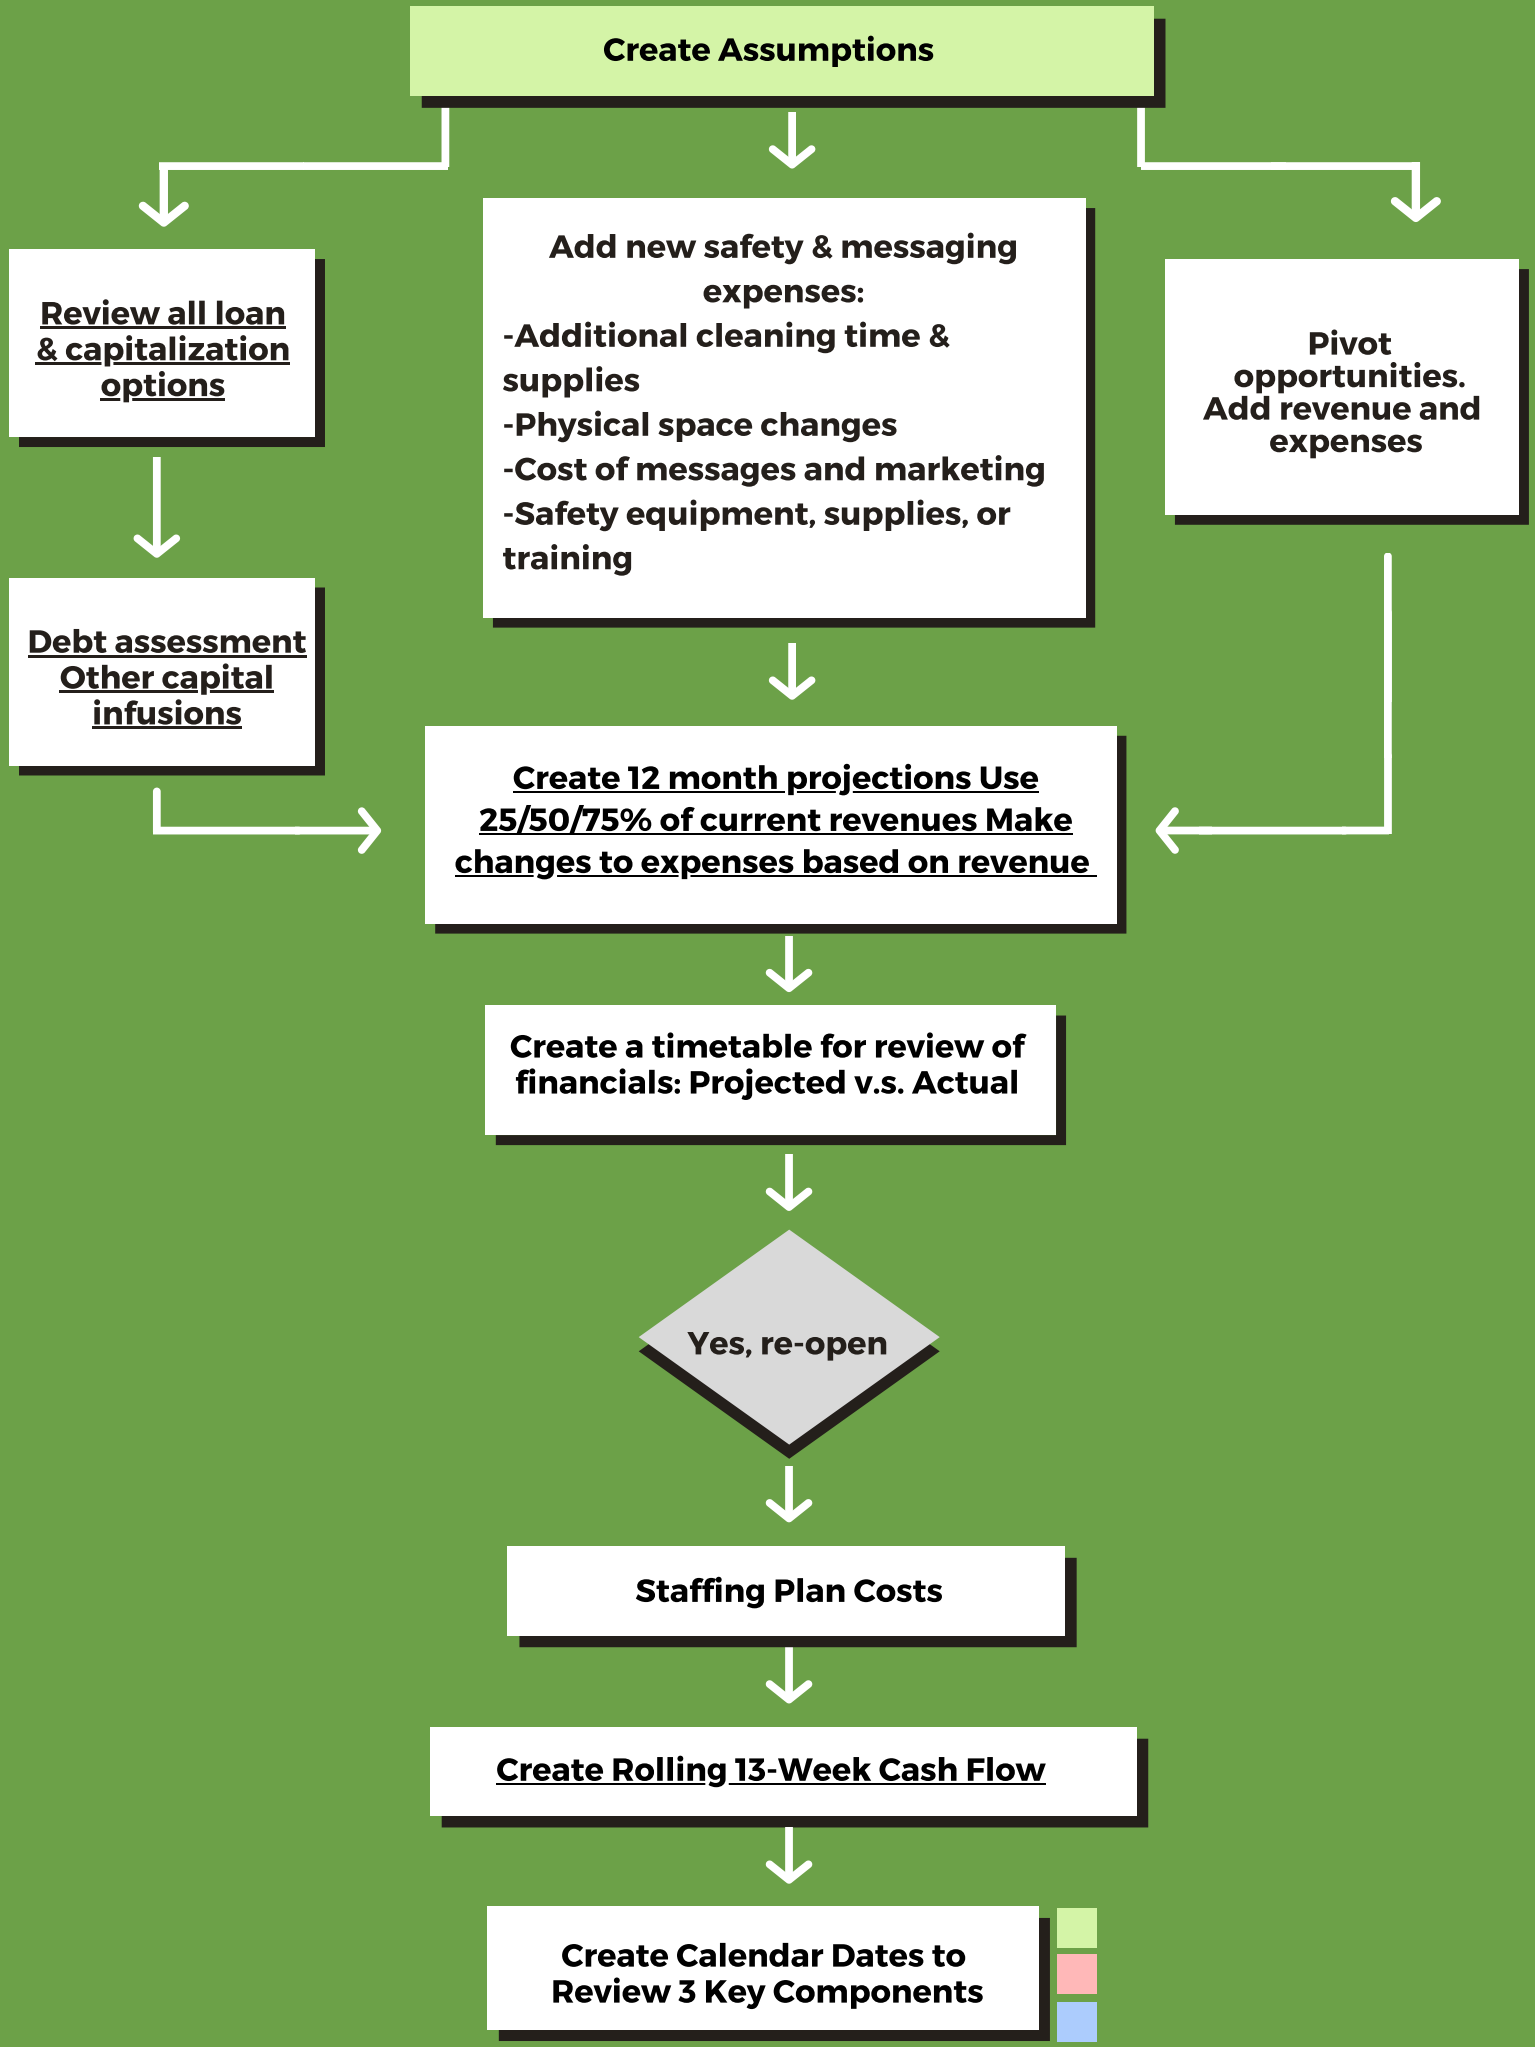 Create Assumptions
Review all loan
& capitalization
options
Add new safety & messaging
expenses:
-Additional cleaning time &
supplies
-Physical space changes
-Cost of messages and marketing
-Safety equipment, supplies, or
training
Pivot
opportunities.
Add revenue and
expenses
Debt assessment
Other capital
infusions
Create 12 month projections Use
25/50/75% of current revenues Make
changes to expenses based on revenue
Create a timetable for review of
financials: Projected v.s. Actual
Yes, re-open
Staffing Plan Costs
Create Rolling 13-Week Cash Flow
Create Calendar Dates to
Review 3 Key Components